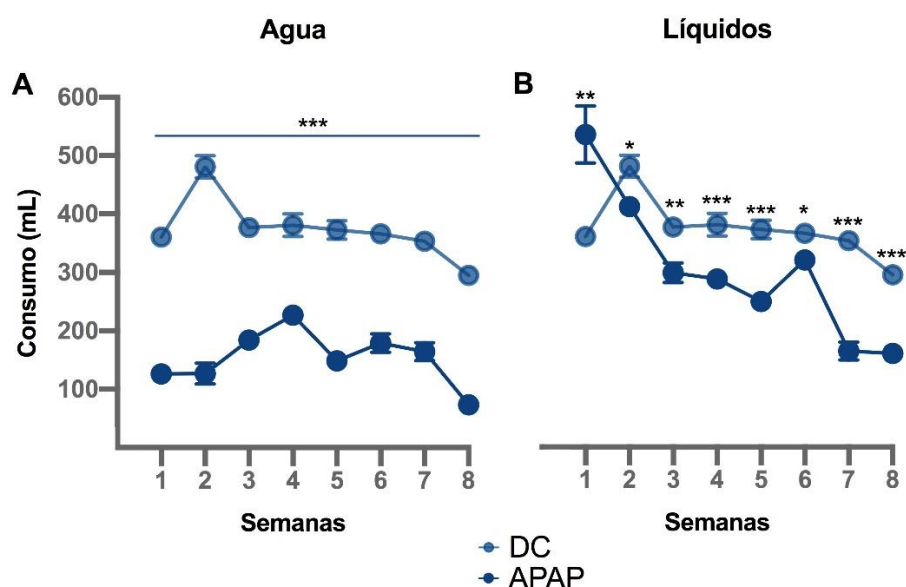 Agua
Líquidos
A
B
600
500
400
300
200
100
Consumo (mL)
***
** * ** *** *** * *** ***
1 2 3 4 5 6 7 8
1 2 3 4 5 6 7 8
Semanas
Semanas
DC
APAP